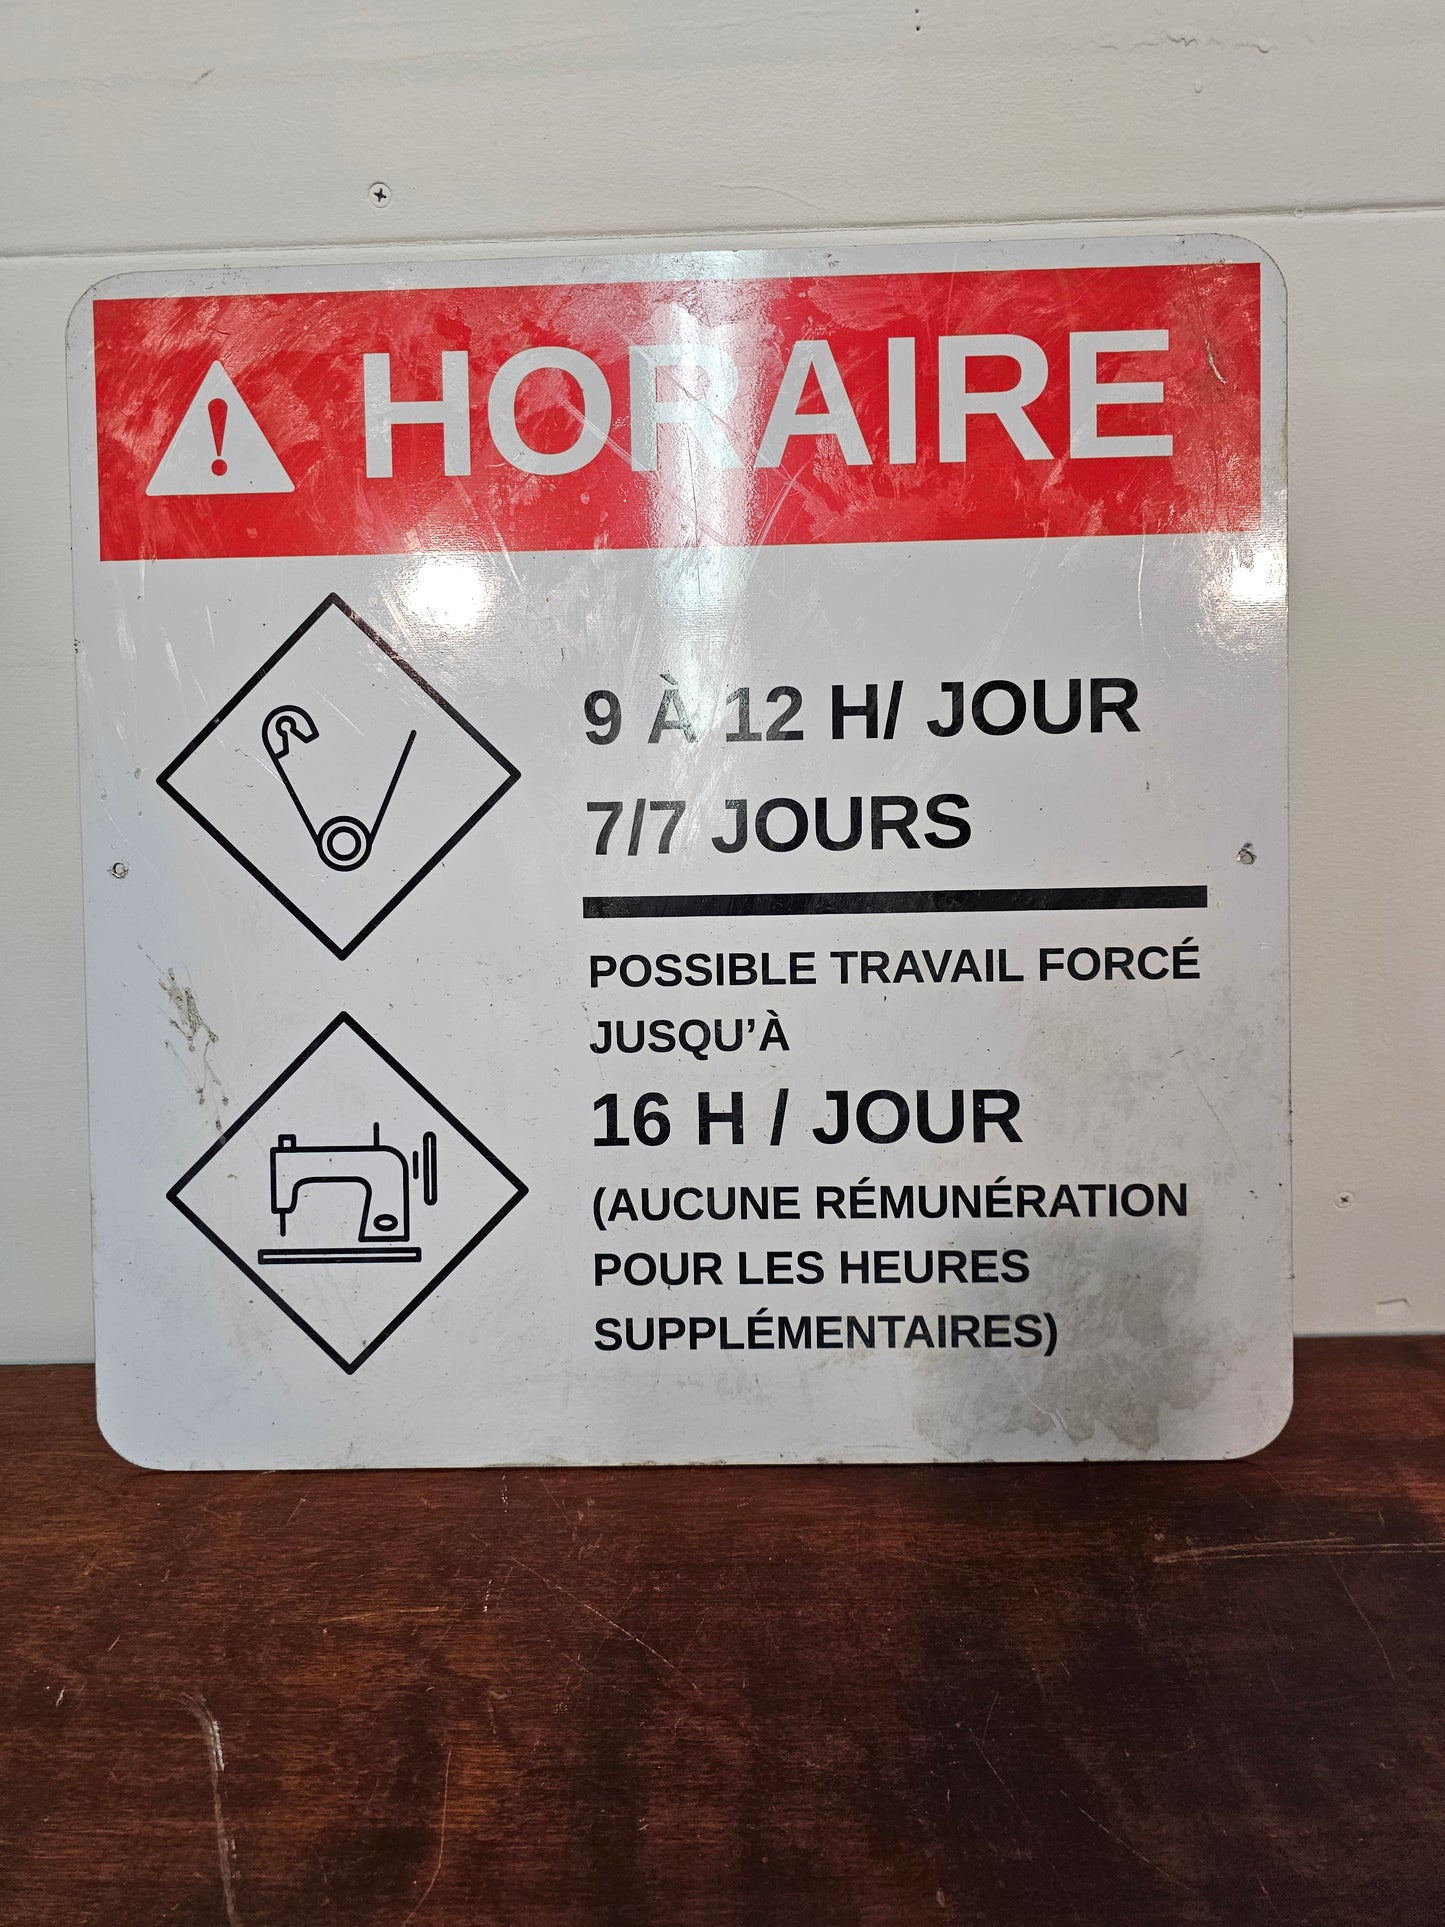 HORAIRE
9 À 12 H/ JOUR
7/7 JOURS
POSSIBLE TRAVAIL FORCÉ
JUSQU'À
16 H / JOUR
(AUCUNE RÉMUNÉRATION
POUR LES HEURES
SUPPLÉMENTAIRES)